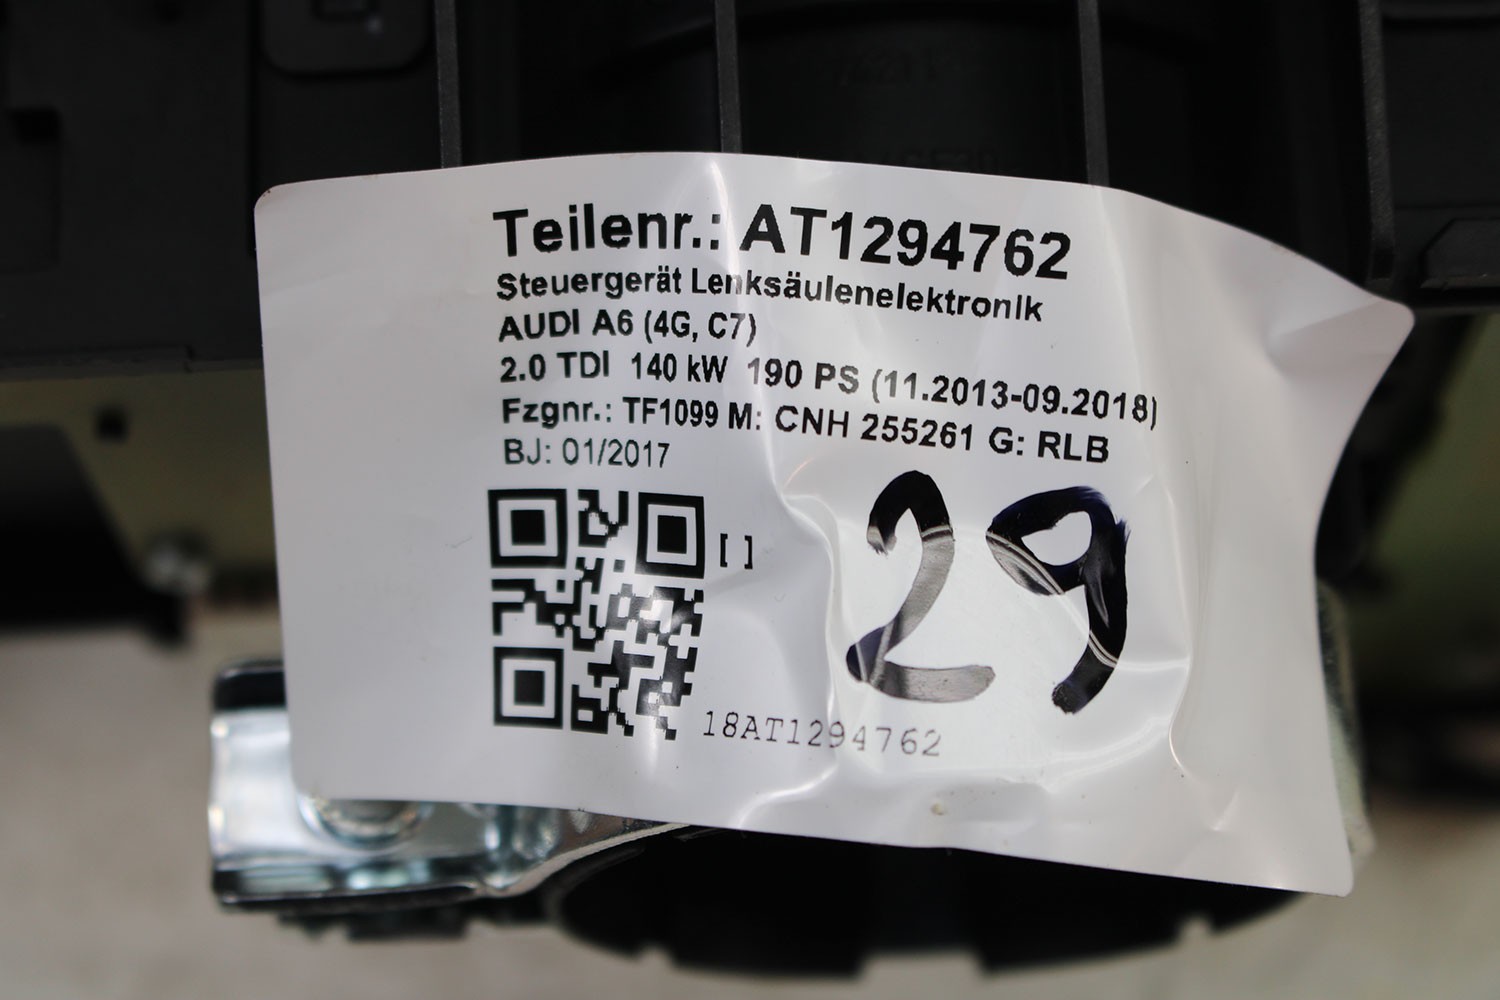 Teilenr.: AT1294762
Steuergerät Lenksäulenelektronik
AUDI A6 (4G, C7)
2.0 TDI 140 kW 190 PS (11.2013-09.2018)
Fzgnr.: TF1099 M: CNH 255261 G: RLB
BJ: 01/2017
[ ]
29
18AT1294762